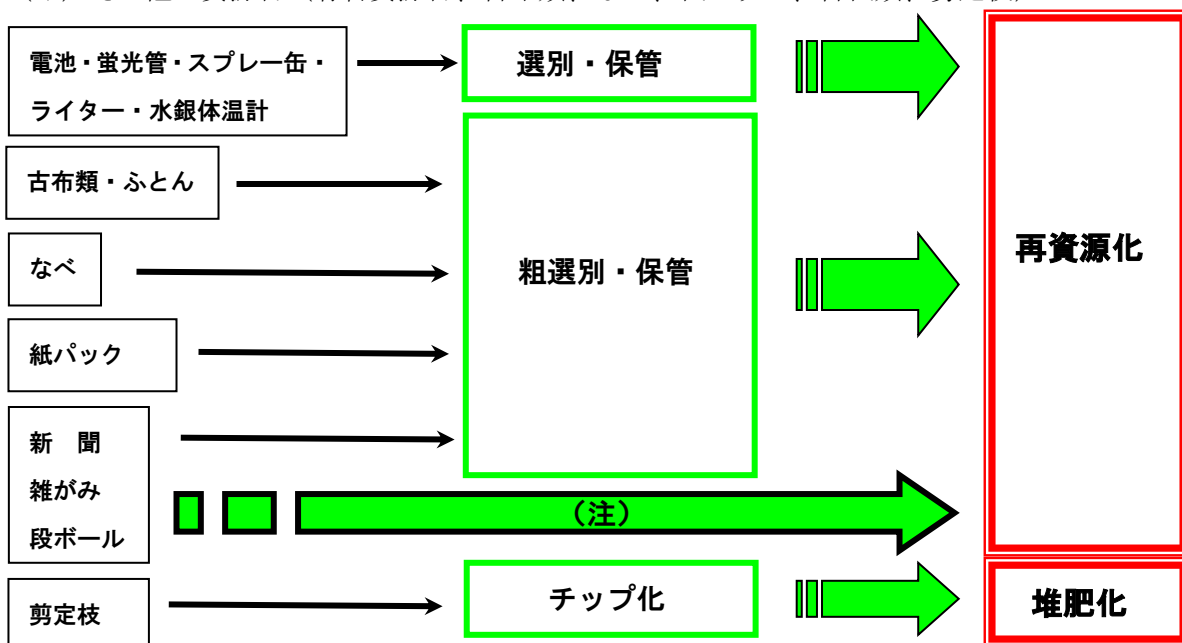 電池・蛍光管・スプレー缶・
ライター・水銀体温計
選別・保管
古布類・ふとん
なべ
粗選別・保管
再資源化
紙パック
新　聞
雑がみ
段ボール
（注）
剪定枝
チップ化
堆肥化